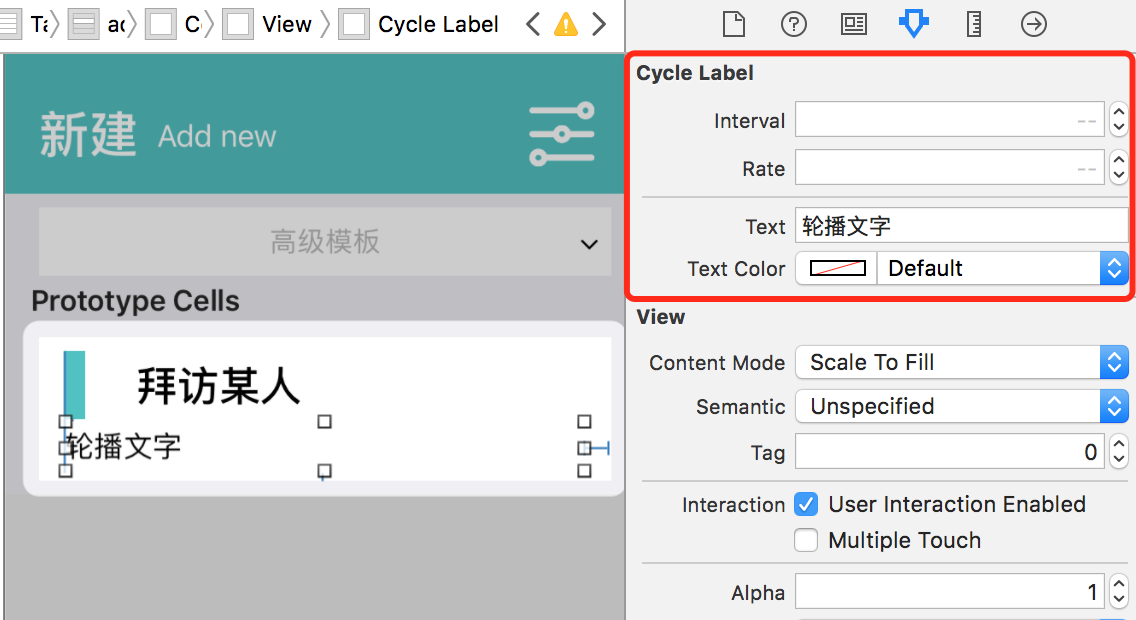 View
Cycle Label
新建 Add new
高级模板
Prototype Cells
拜访某人
轮播文字
Cycle Label
Interval --
Rate --
Text 轮播文字
Text Color Default
View
Content Mode Scale To Fill
Semantic Unspecified
Tag 0
Interaction User Interaction Enabled
Multiple Touch
Alpha 1